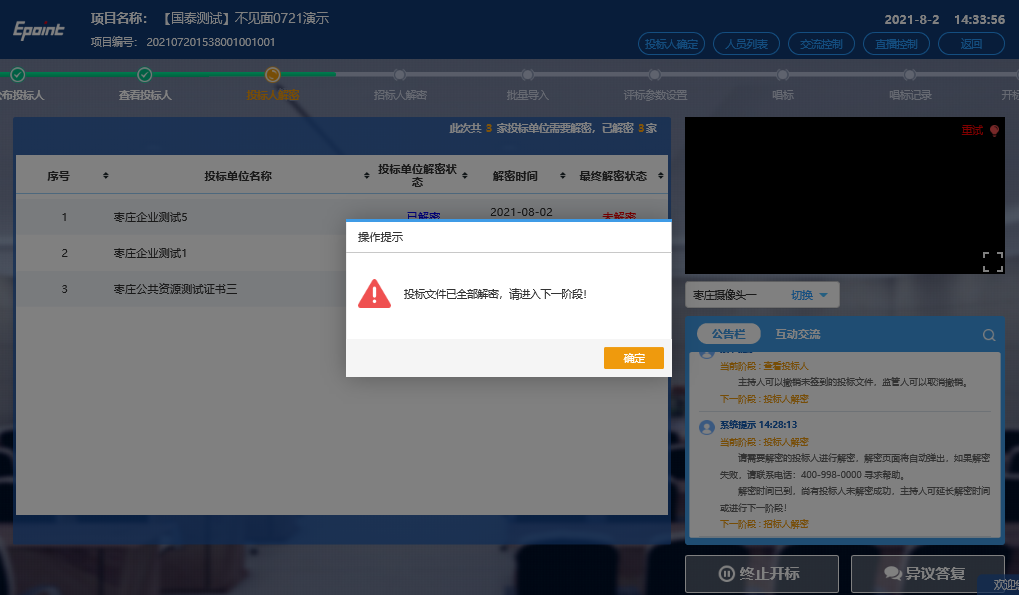 Epoint
项目名称： 【国泰测试】不见面0721演示
项目编号： 202107201538001001001
2021-8-2 14:33:56
投标人确定 人员列表 交流控制 直播控制 返回
布投标人 查看投标人 投标人解密 招标人解密 批量导入 评标参数设置 唱标 唱标记录 开标
此次共 3 家投标单位需要解密，已解密 3 家
序号 投标单位名称 投标单位解密状态 解密时间 最终解密状态
1 枣庄企业测试5 已解密 2021-08-02 未解密
2 枣庄企业测试1
3 枣庄公共资源测试证书三
操作提示
投标文件已全部解密，请进入下一阶段！
确定
重试
枣庄摄像头一 切换
公告栏 互动交流
当前阶段：查看投标人
主持人可以撤销未签到的投标文件，监管人可以取消撤销。
下一阶段：投标人解密
系统提示 14:28:13
当前阶段：投标人解密
请需要解密的投标人进行解密，解密页面将自动弹出，如果解密
失败，请联系电话：400-998-0000 寻求帮助。
解密时间已到，尚有投标人未解密成功，主持人可延长解密时间
或进行下一阶段！
下一阶段：招标人解密
终止开标 异议答复
欢迎